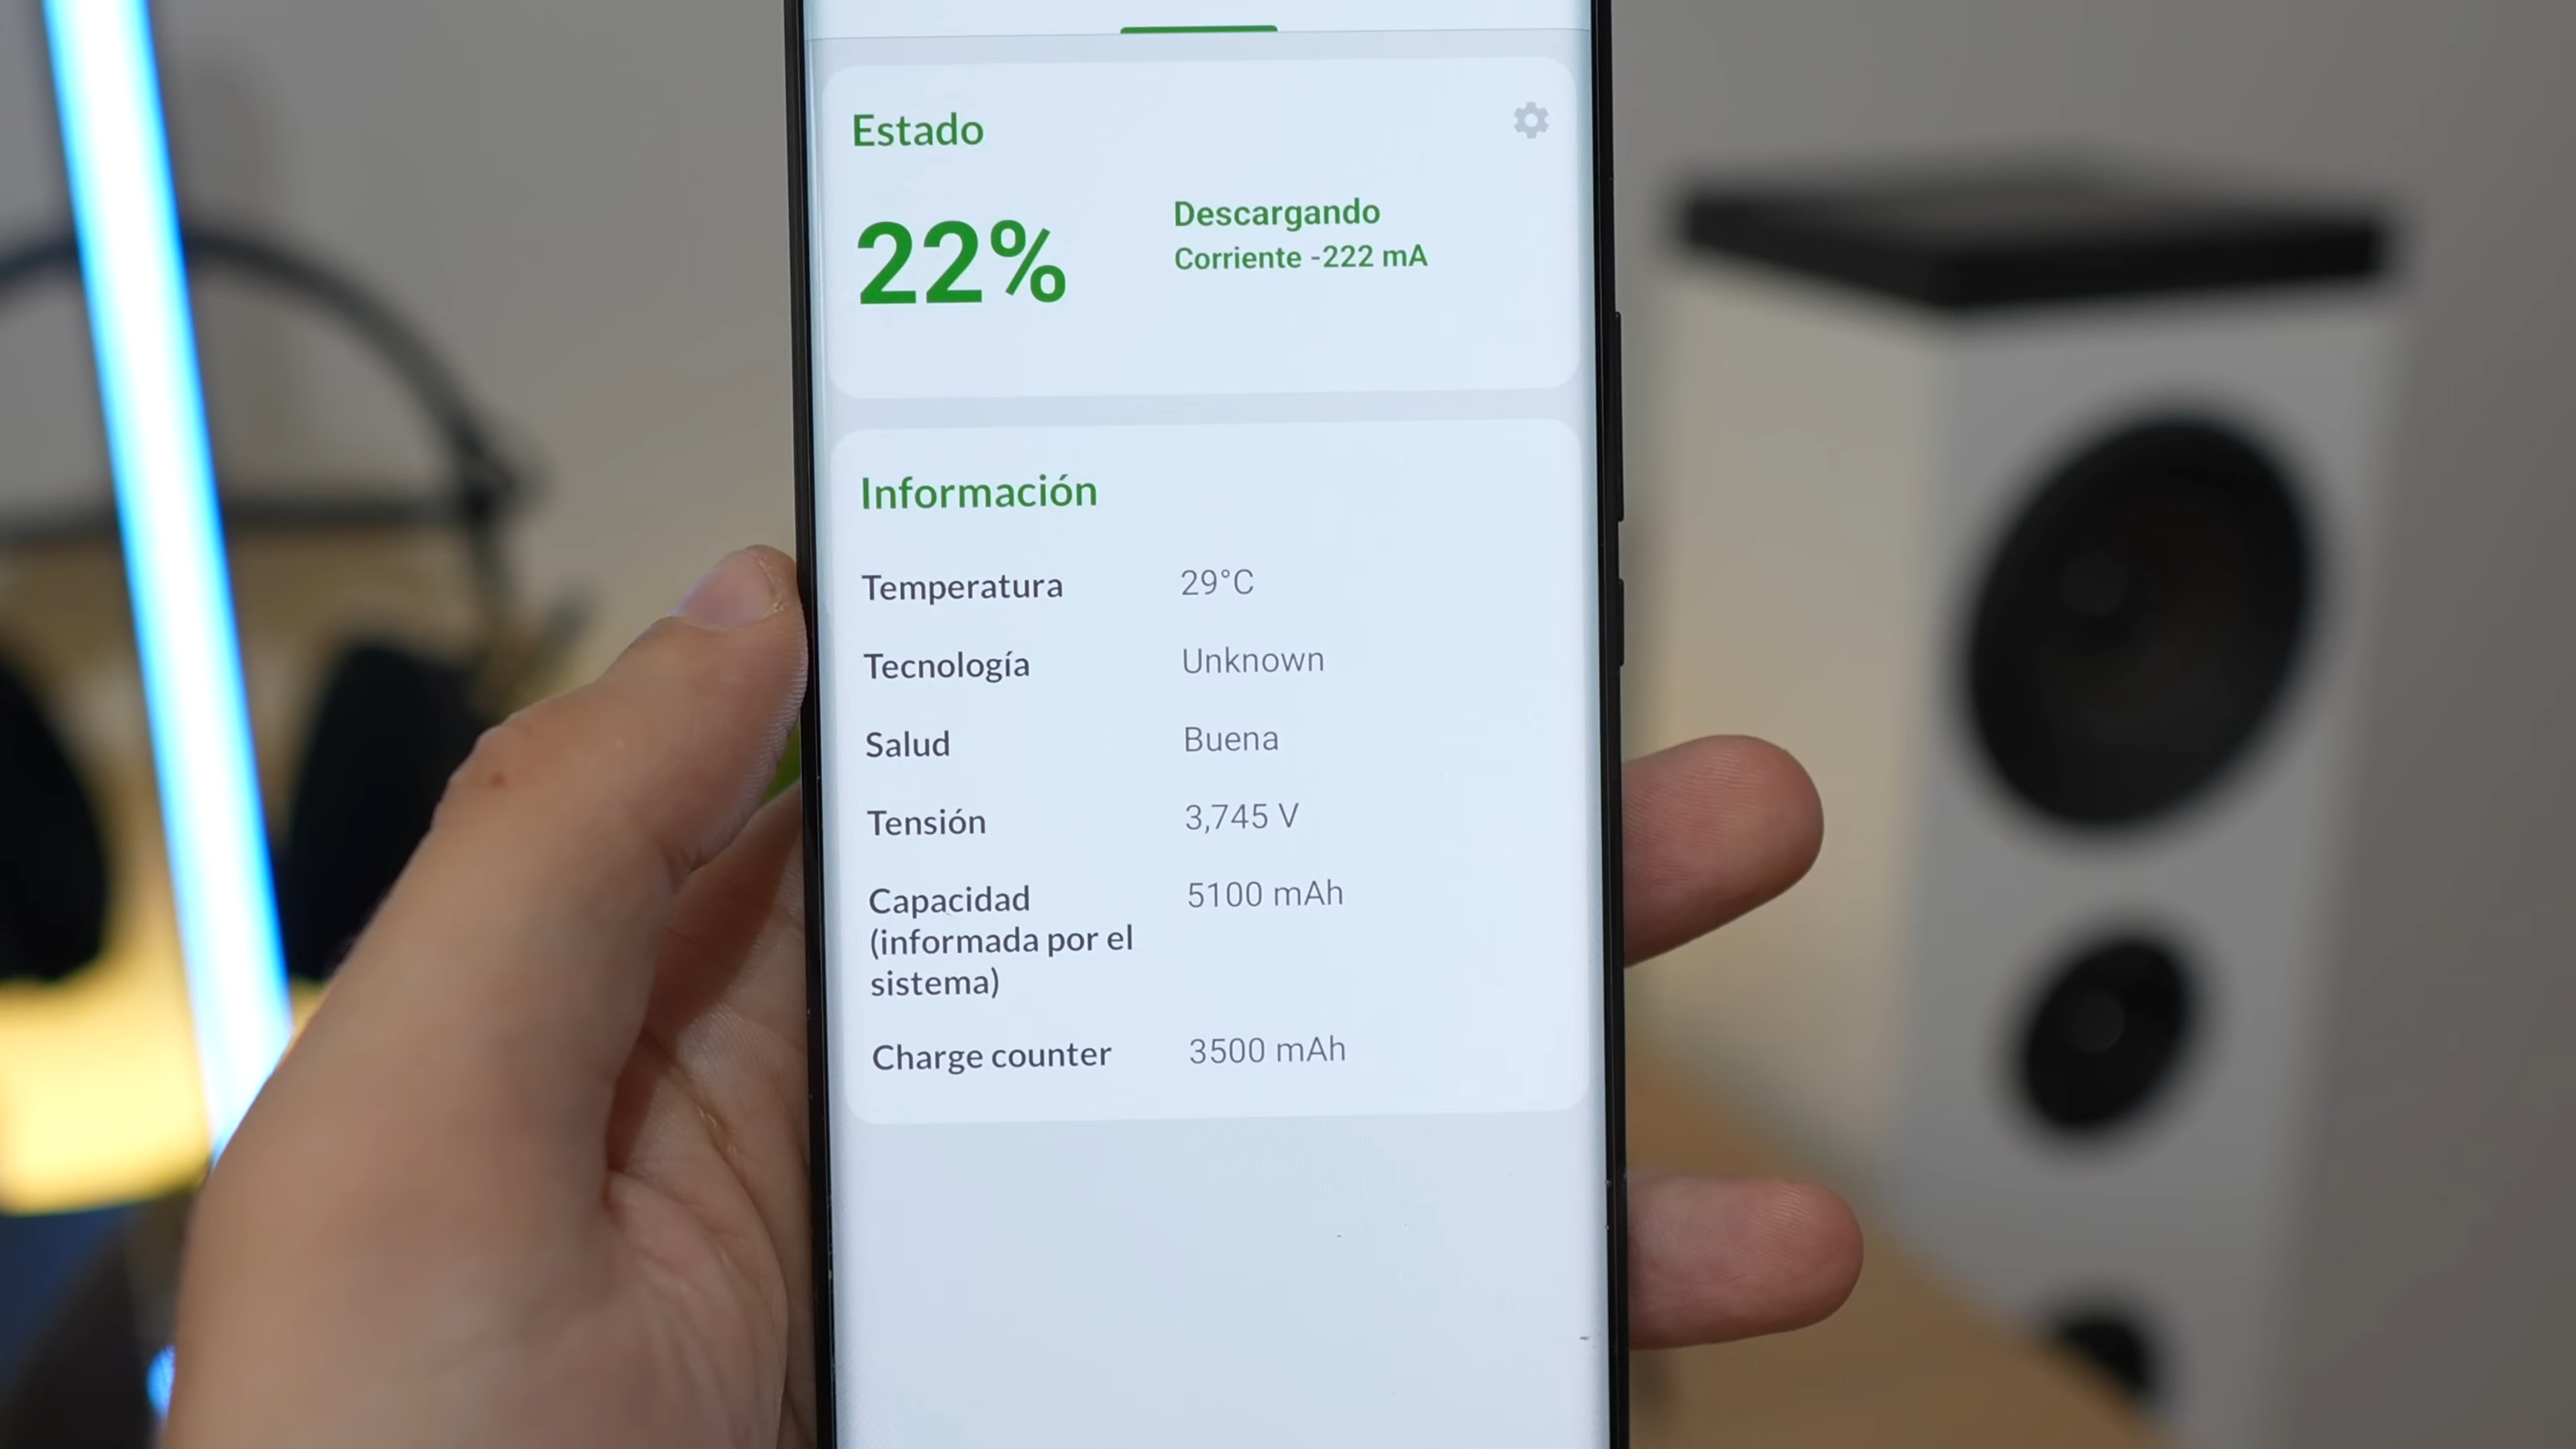 Estado
22%
Descargando
Corriente -222 mA
Información
Temperatura 29°C
Tecnología Unknown
Salud Buena
Tensión 3,745 V
Capacidad 5100 mAh
(informada por el
sistema)
Charge counter 3500 mAh